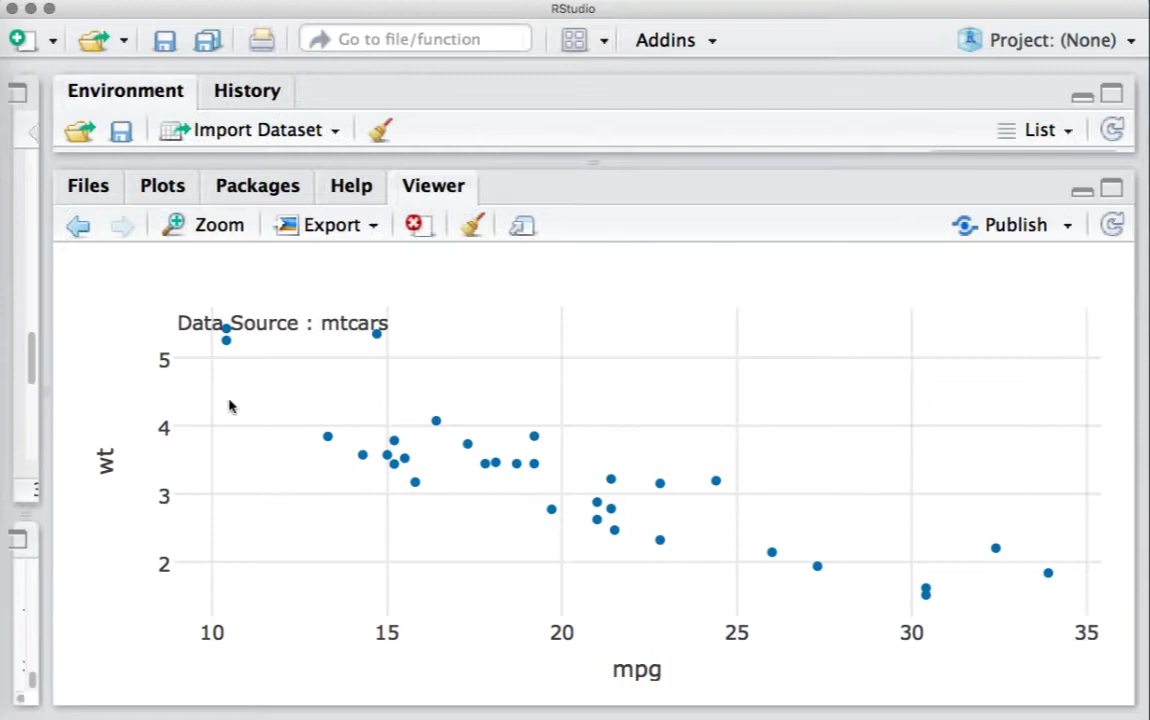 RStudio
Go to file/function
Addins
Project: (None)
Environment
History
Import Dataset
List
Files
Plots
Packages
Help
Viewer
Zoom
Export
Publish
Data Source : mtcars
5
4
3
2
wt
10
15
20
25
30
35
mpg